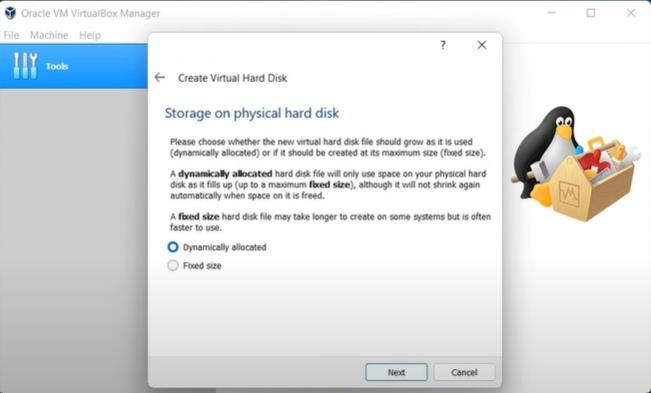 Oracle VM VirtualBox Manager
File Machine Help
Tools
?
Create Virtual Hard Disk
Storage on physical hard disk
Please choose whether the new virtual hard disk file should grow as it is used
(dynamically allocated) or if it should be created at its maximum size (fixed size).
A dynamically allocated hard disk file will only use space on your physical hard
disk as it fills up (up to a maximum fixed size), although it will not shrink again
automatically when space on it is freed.
A fixed size hard disk file may take longer to create on some systems but is often
faster to use.
Dynamically allocated
Fixed size
Next Cancel